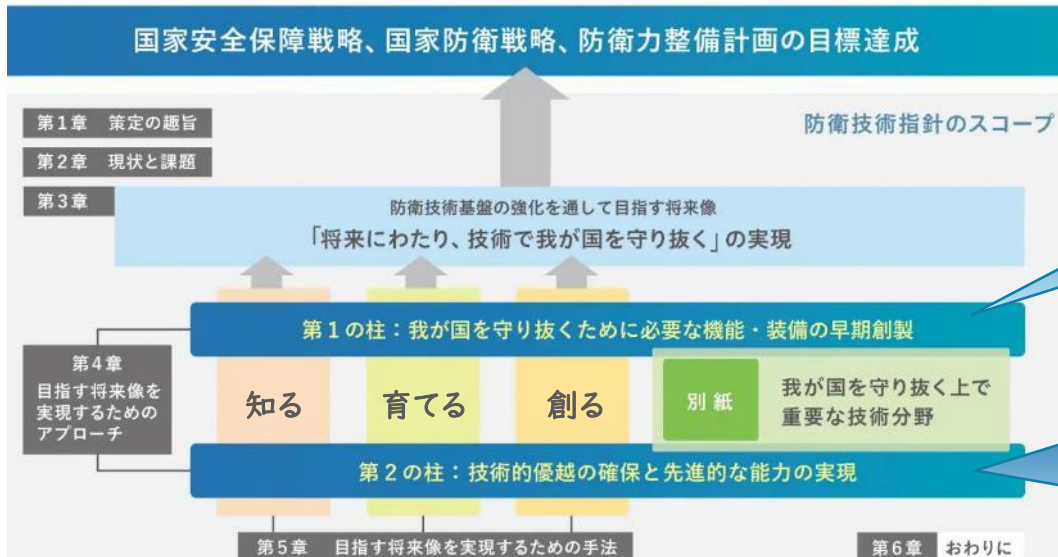 国家安全保障戦略、国家防衛戦略、防衛力整備計画の目標達成
第1章 策定の趣旨
防衛技術指針のスコープ
第2章 現状と課題
第3章
防衛技術基盤の強化を通して目指す将来像
「将来にわたり、技術で我が国を守り抜く」の実現
第1の柱：我が国を守り抜くために必要な機能・装備の早期創製
第4章
目指す将来像を
実現するための
アプローチ
知る
育てる
創る
別紙
我が国を守り抜く上で
重要な技術分野
第2の柱：技術的優越の確保と先進的な能力の実現
第5章 目指す将来像を実現するための手法
第6章 おわりに